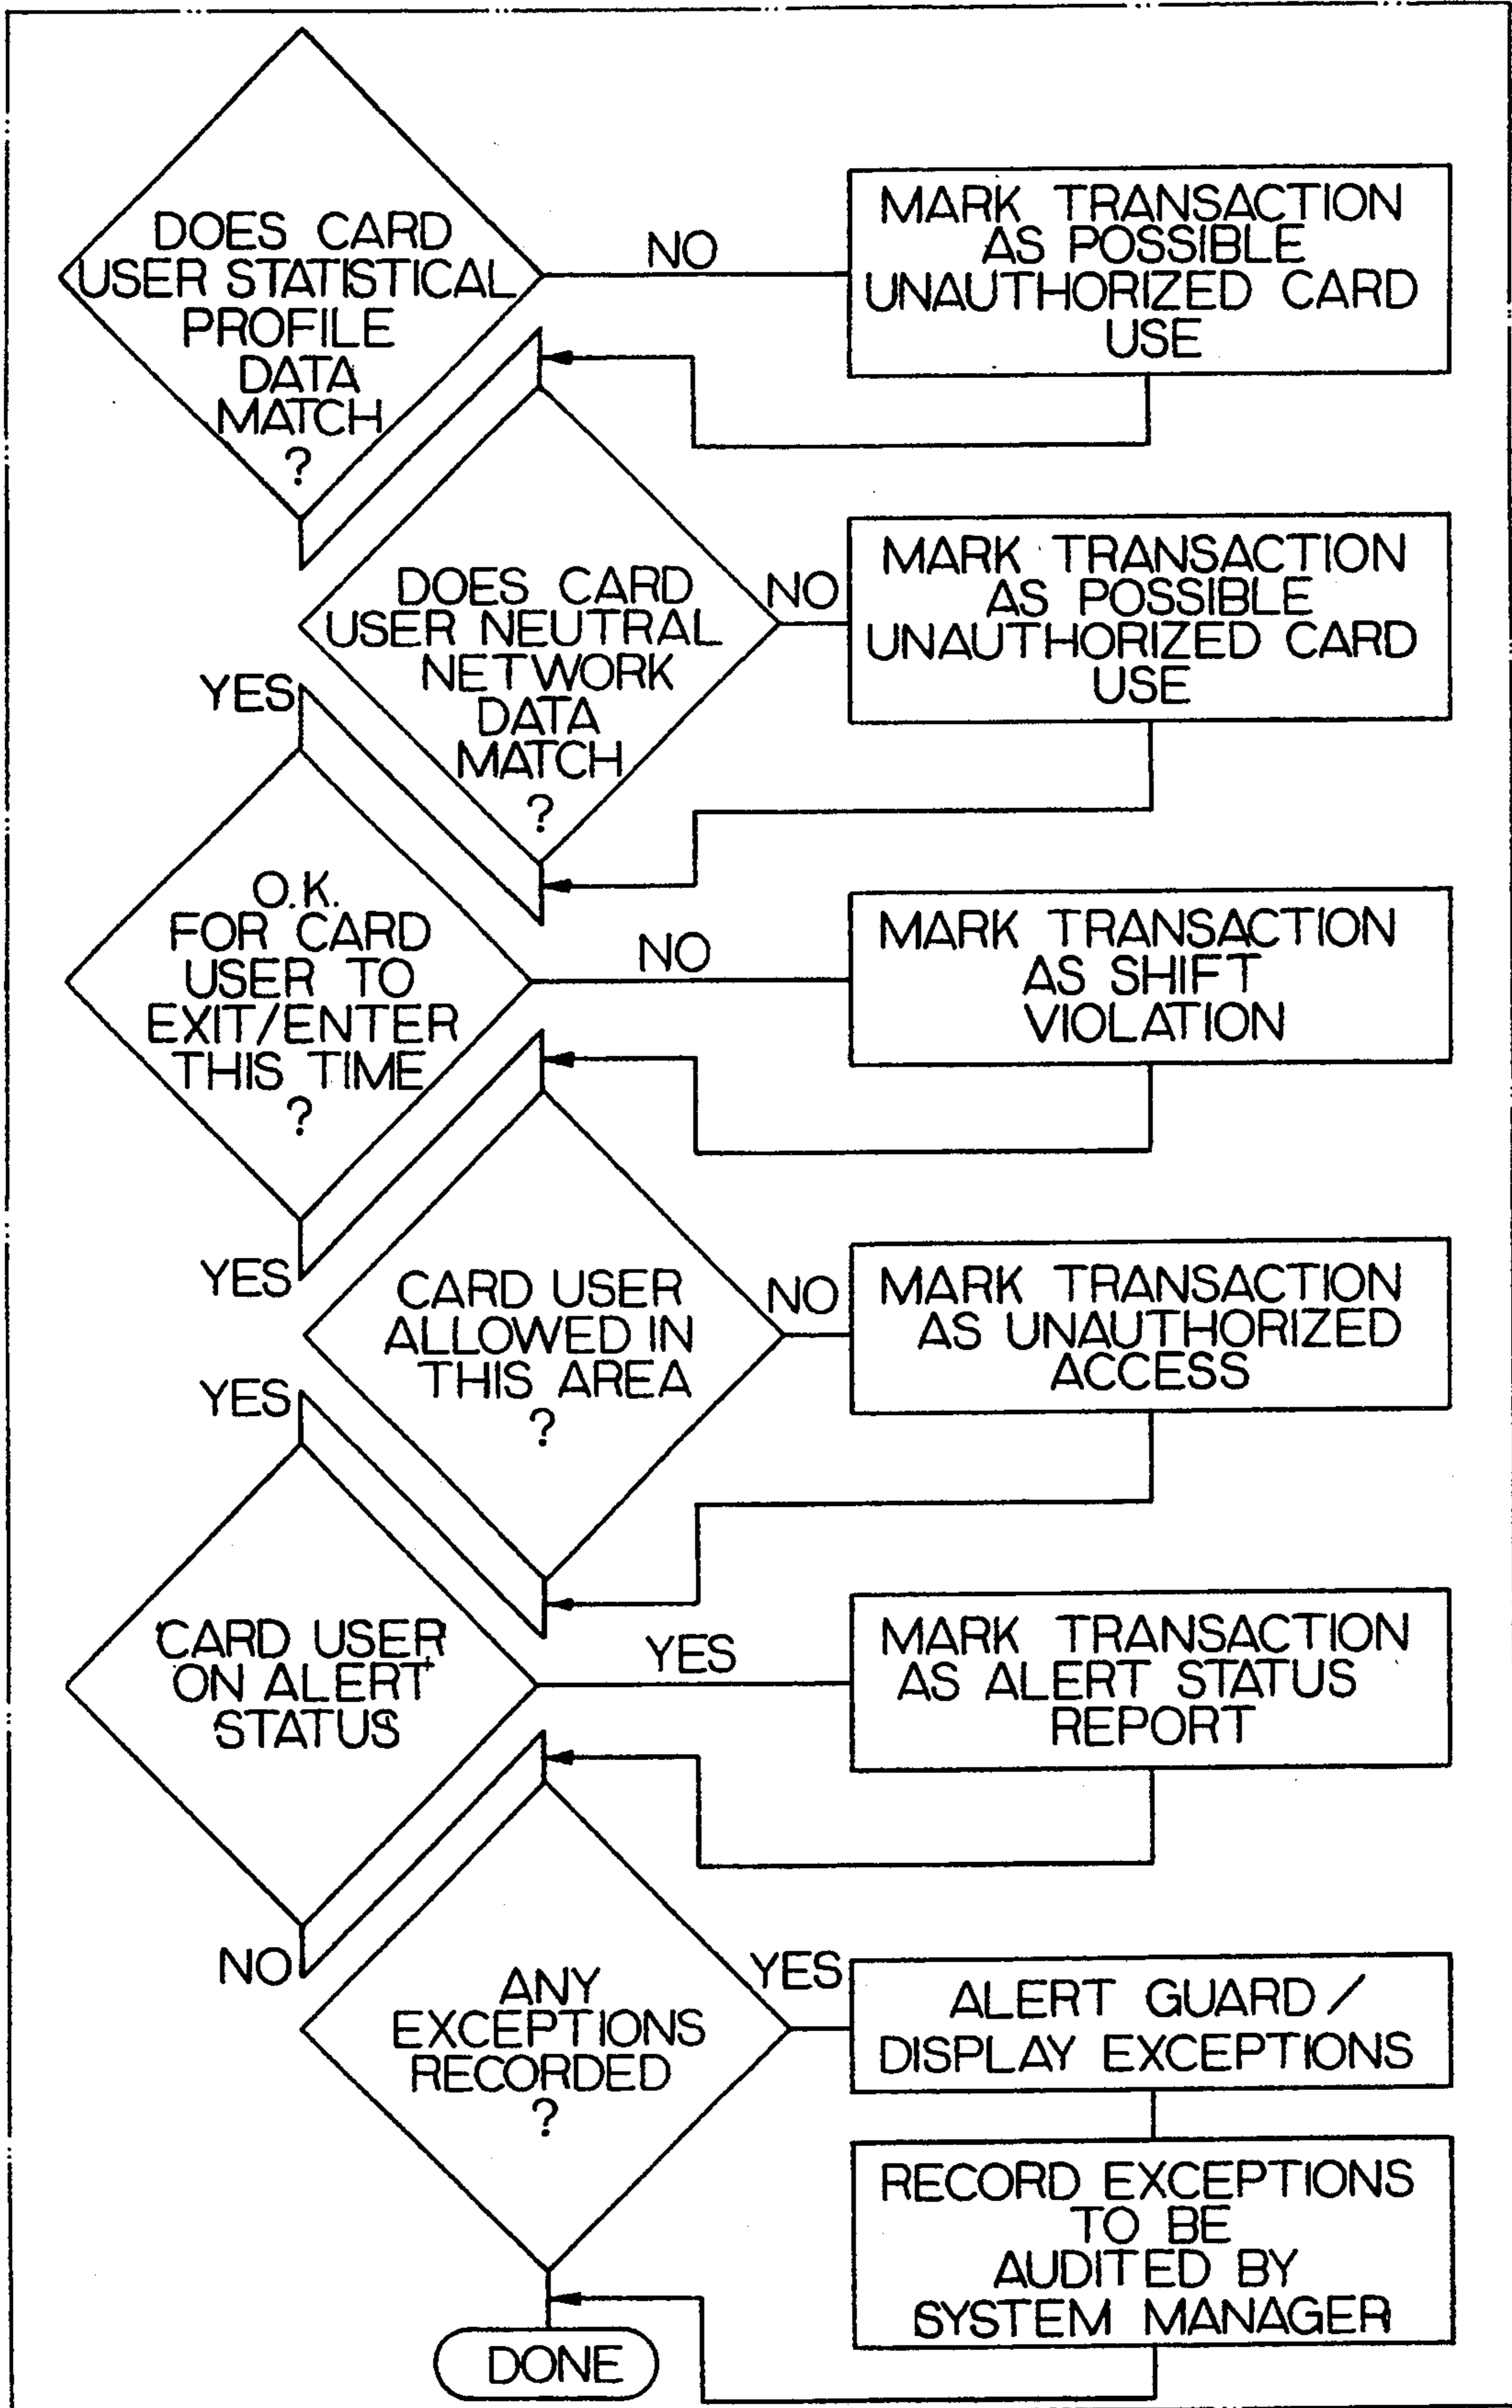 DOES CARD
USER STATISTICAL
PROFILE
DATA
MATCH
?
NO
MARK TRANSACTION
AS POSSIBLE
UNAUTHORIZED CARD
USE
DOES CARD
USER NEUTRAL
NETWORK
DATA
MATCH
?
NO
MARK TRANSACTION
AS POSSIBLE
UNAUTHORIZED CARD
USE
YES
O.K.
FOR CARD
USER TO
EXIT/ENTER
THIS TIME
?
NO
MARK TRANSACTION
AS SHIFT
VIOLATION
YES
CARD USER
ALLOWED IN
THIS AREA
?
NO
MARK TRANSACTION
AS UNAUTHORIZED
ACCESS
YES
CARD USER
ON ALERT
STATUS
YES
MARK TRANSACTION
AS ALERT STATUS
REPORT
NO
ANY
EXCEPTIONS
RECORDED
?
YES
ALERT GUARD /
DISPLAY EXCEPTIONS
RECORD EXCEPTIONS
TO BE
AUDITED BY
SYSTEM MANAGER
DONE